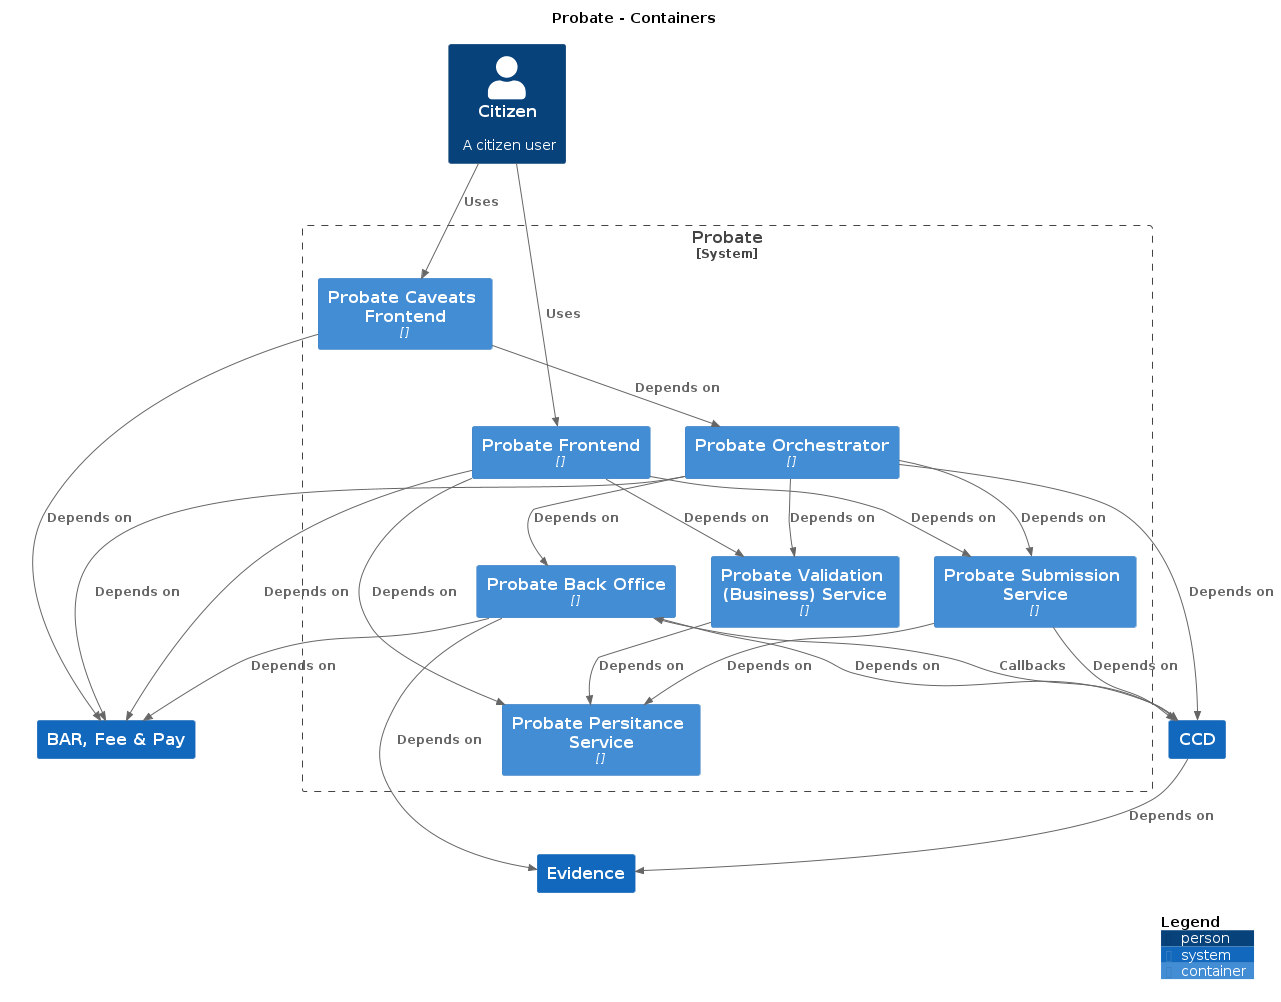 Probate - Containers
Citizen
A citizen user
Uses
Probate
[System]
Probate Caveats
Frontend
[]
Uses
Depends on
Probate Frontend
[]
Probate Orchestrator
[]
Depends on
Depends on
Depends on
Depends on
Depends on
Depends on
Probate Back Office
[]
Probate Validation
(Business) Service
[]
Probate Submission
Service
[]
Depends on
Depends on
Depends on
Depends on
Depends on
Depends on
Depends on
Depends on
Callbacks
Depends on
BAR, Fee & Pay
Probate Persitance
Service
[]
Depends on
CCD
Depends on
Evidence
Legend
person
system
container